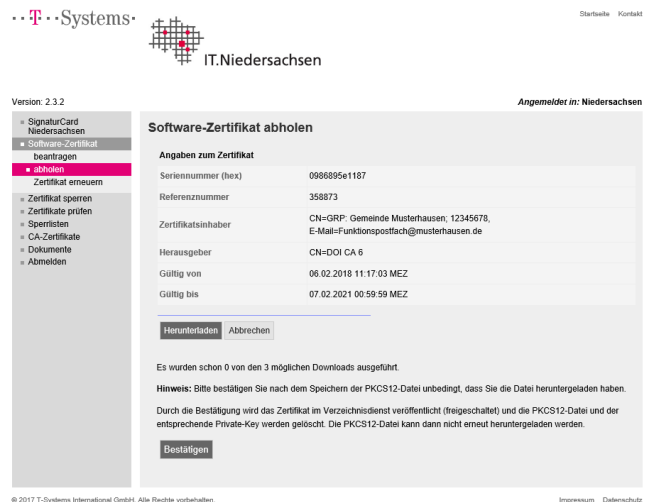 ··T··Systems·
IT.Niedersachsen
Startseite Kontakt
Version: 2.3.2
Angemeldet in: Niedersachsen
SignaturCard
Niedersachsen
Software-Zertifikat
beantragen
abholen
Zertifikat erneuern
Zertifikat sperren
Zertifikate prüfen
Sperrlisten
CA-Zertifikate
Dokumente
Abmelden
Software-Zertifikat abholen
Angaben zum Zertifikat
Seriennummer (hex) 0986895e1187
Referenznummer 358873
Zertifikatsinhaber CN=GRP: Gemeinde Musterhausen; 12345678,
E-Mail=Funktionspostfach@musterhausen.de
Herausgeber CN=DOI CA 6
Gültig von 06.02.2018 11:17:03 MEZ
Gültig bis 07.02.2021 00:59:59 MEZ
Herunterladen Abbrechen
Es wurden schon 0 von den 3 möglichen Downloads ausgeführt.
Hinweis: Bitte bestätigen Sie nach dem Speichern der PKCS12-Datei unbedingt, dass Sie die Datei heruntergeladen haben.
Durch die Bestätigung wird das Zertifikat im Verzeichnisdienst veröffentlicht (freigeschaltet) und die PKCS12-Datei und der
entsprechende Private-Key werden gelöscht. Die PKCS12-Datei kann dann nicht erneut heruntergeladen werden.
Bestätigen
© 2017 T-Systems International GmbH. Alle Rechte vorbehalten.
Impressum Datenschutz